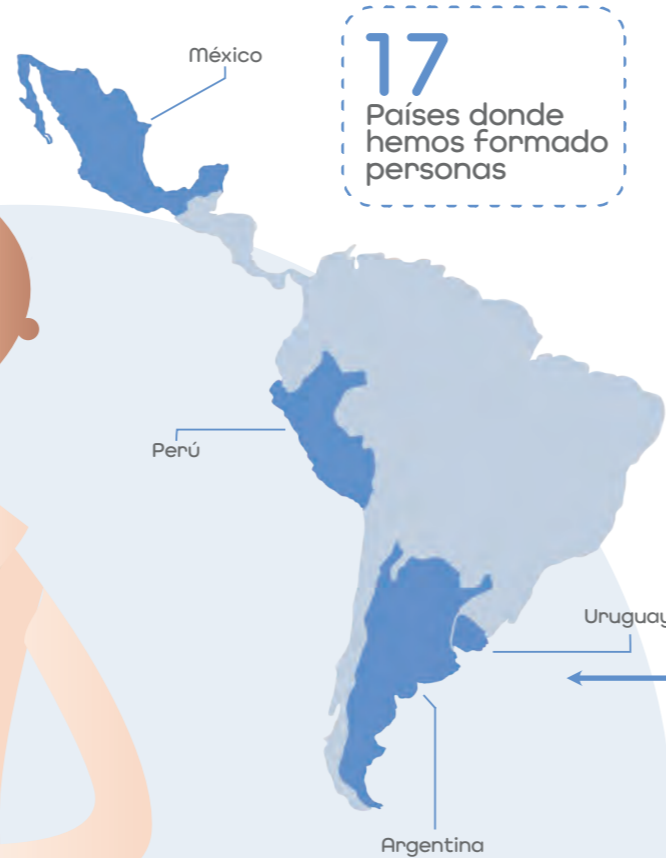 México
17
Países donde
hemos formado
personas
Perú
Uruguay
Argentina